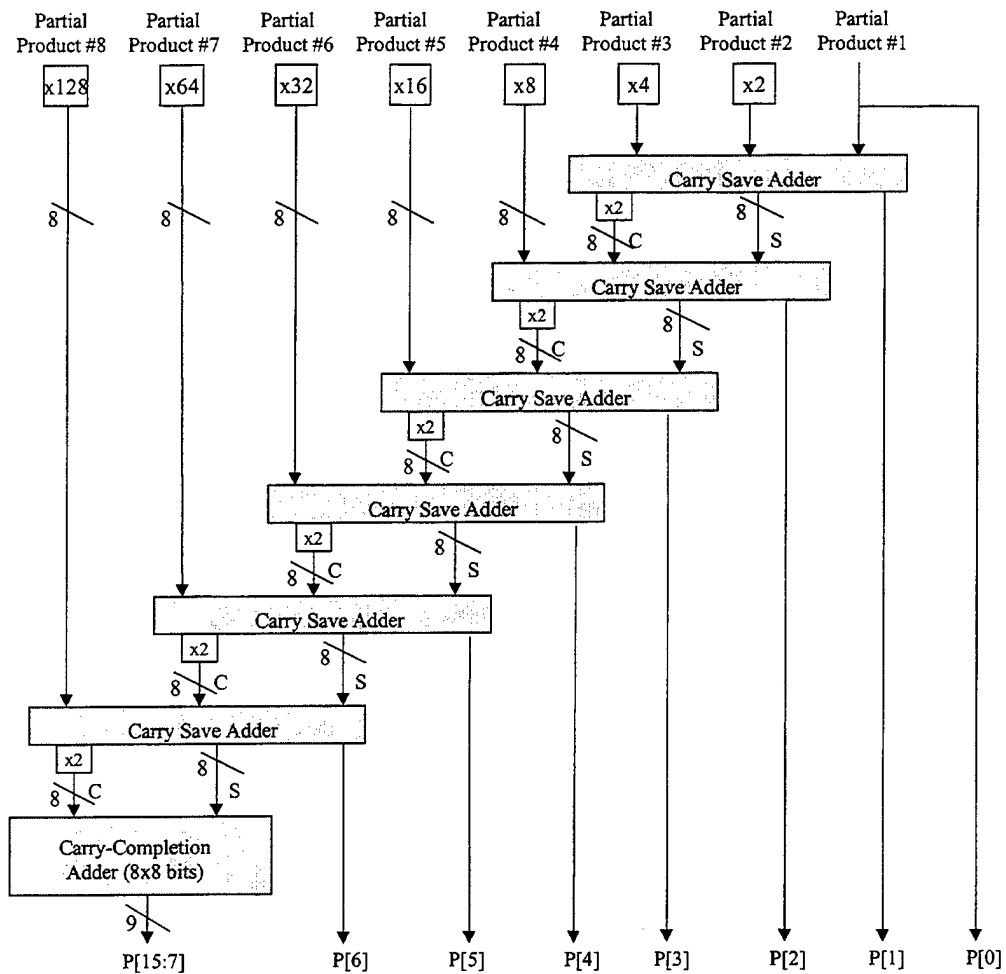 Partial Partial Partial Partial Partial Partial Partial Partial
Product #8 Product #7 Product #6 Product #5 Product #4 Product #3 Product #2 Product #1
x128 x64 x32 x16 x8 x4 x2
Carry Save Adder
8 8 8 8 8 x2 8
8 C S
Carry Save Adder
x2 8
8 C S
Carry Save Adder
x2 8
8 C S
Carry Save Adder
x2 8
8 C S
Carry Save Adder
x2 8
8 C S
Carry Save Adder
x2 8
8 C S
Carry-Completion
Adder (8x8 bits)
9
P[15:7] P[6] P[5] P[4] P[3] P[2] P[1] P[0]